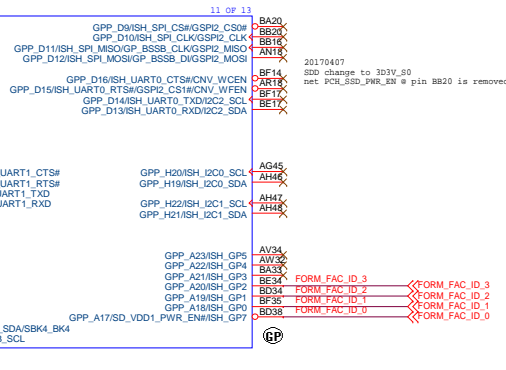 11 OF 13
GPP_D9/ISH_SPI_CS#/GSPI2_CS0# BA20
GPP_D10/ISH_SPI_CLK/GSPI2_CLK BB20
GPP_D11/ISH_SPI_MISO/GP_BSSB_CLK/GSPI2_MISO BB16
GPP_D12/ISH_SPI_MOSI/GP_BSSB_DI/GSPI2_MOSI AN18
20170407
SDD change to 3D3V_S0
net PCH_SSD_PWR_EN @ pin BB20 is removed
GPP_D16/ISH_UART0_CTS#/CNV_WCEN BF14
GPP_D15/ISH_UART0_RTS#/GSPI2_CS1#/CNV_WFEN AR18
GPP_D14/ISH_UART0_TXD/I2C2_SCL BF17
GPP_D13/ISH_UART0_RXD/I2C2_SDA BE17
UART1_CTS# GPP_H20/ISH_I2C0_SCL AG45
UART1_RTS# GPP_H19/ISH_I2C0_SDA AH46
ART1_TXD
UART1_RXD GPP_H22/ISH_I2C1_SCL AH47
GPP_H21/ISH_I2C1_SDA AH48
GPP_A23/ISH_GP5 AV34
GPP_A22/ISH_GP4 AW32
GPP_A21/ISH_GP3 BA33
GPP_A20/ISH_GP2 BE34 FORM_FAC_ID_3 FORM_FAC_ID_3
GPP_A19/ISH_GP1 BD34 FORM_FAC_ID_2 FORM_FAC_ID_2
GPP_A18/ISH_GP0 BF35 FORM_FAC_ID_1 FORM_FAC_ID_1
GPP_A17/SD_VDD1_PWR_EN#/ISH_GP7 BD38 FORM_FAC_ID_0 FORM_FAC_ID_0
_SDA/SBK4_BK4
_SCL
GP